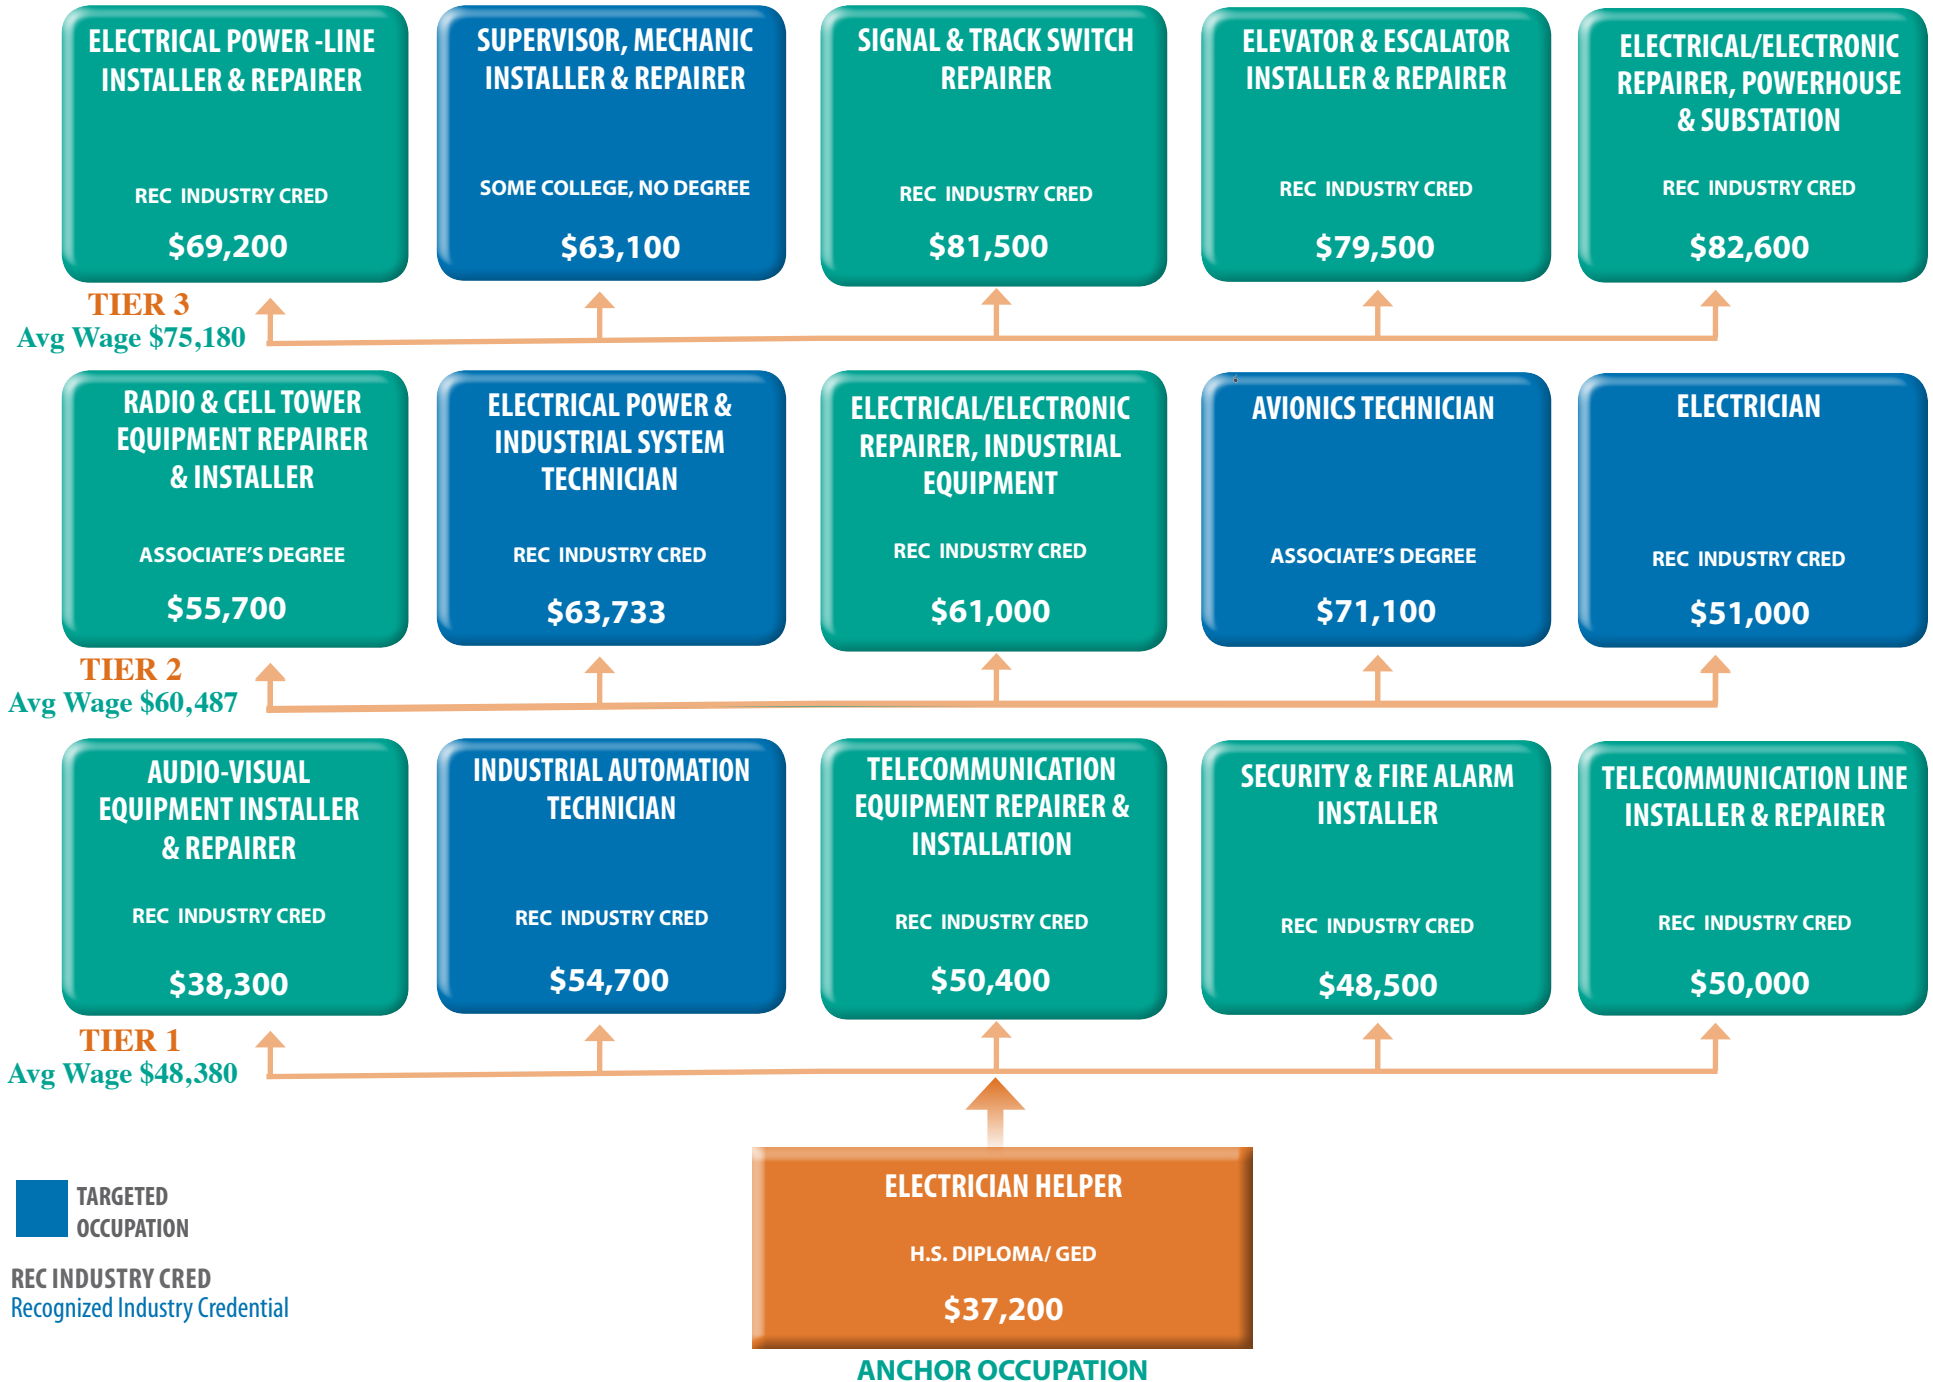 ELECTRICAL POWER -LINE
INSTALLER & REPAIRER
REC INDUSTRY CRED
$69,200
SUPERVISOR, MECHANIC
INSTALLER & REPAIRER
SOME COLLEGE, NO DEGREE
$63,100
SIGNAL & TRACK SWITCH
REPAIRER
REC INDUSTRY CRED
$81,500
ELEVATOR & ESCALATOR
INSTALLER & REPAIRER
REC INDUSTRY CRED
$79,500
ELECTRICAL/ELECTRONIC
REPAIRER, POWERHOUSE
& SUBSTATION
REC INDUSTRY CRED
$82,600
TIER 3
Avg Wage $75,180
RADIO & CELL TOWER
EQUIPMENT REPAIRER
& INSTALLER
ASSOCIATE'S DEGREE
$55,700
ELECTRICAL POWER &
INDUSTRIAL SYSTEM
TECHNICIAN
REC INDUSTRY CRED
$63,733
ELECTRICAL/ELECTRONIC
REPAIRER, INDUSTRIAL
EQUIPMENT
REC INDUSTRY CRED
$61,000
AVIONICS TECHNICIAN
ASSOCIATE'S DEGREE
$71,100
ELECTRICIAN
REC INDUSTRY CRED
$51,000
TIER 2
Avg Wage $60,487
AUDIO-VISUAL
EQUIPMENT INSTALLER
& REPAIRER
REC INDUSTRY CRED
$38,300
INDUSTRIAL AUTOMATION
TECHNICIAN
REC INDUSTRY CRED
$54,700
TELECOMMUNICATION
EQUIPMENT REPAIRER &
INSTALLATION
REC INDUSTRY CRED
$50,400
SECURITY & FIRE ALARM
INSTALLER
REC INDUSTRY CRED
$48,500
TELECOMMUNICATION LINE
INSTALLER & REPAIRER
REC INDUSTRY CRED
$50,000
TIER 1
Avg Wage $48,380
ELECTRICIAN HELPER
H.S. DIPLOMA/ GED
$37,200
ANCHOR OCCUPATION
TARGETED
OCCUPATION
REC INDUSTRY CRED
Recognized Industry Credential